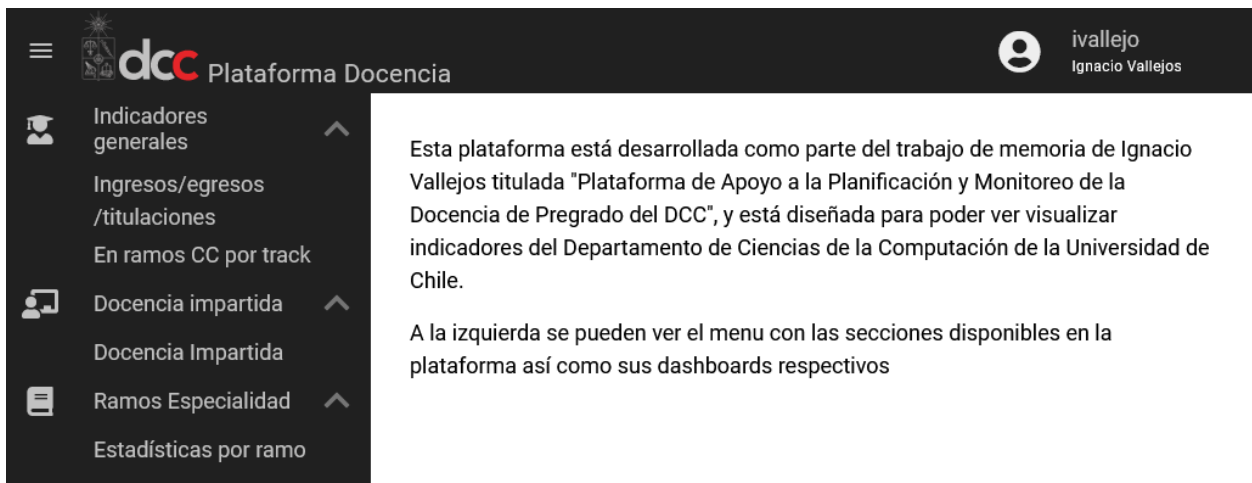 dcc Plataforma Docencia
ivallejo
Ignacio Vallejos
Indicadores
generales
Ingresos/egresos
/titulaciones
En ramos CC por track
Docencia impartida
Docencia Impartida
Ramos Especialidad
Estadísticas por ramo
Esta plataforma está desarrollada como parte del trabajo de memoria de Ignacio
Vallejos titulada "Plataforma de Apoyo a la Planificación y Monitoreo de la
Docencia de Pregrado del DCC", y está diseñada para poder ver visualizar
indicadores del Departamento de Ciencias de la Computación de la Universidad de
Chile.
A la izquierda se pueden ver el menu con las secciones disponibles en la
plataforma así como sus dashboards respectivos